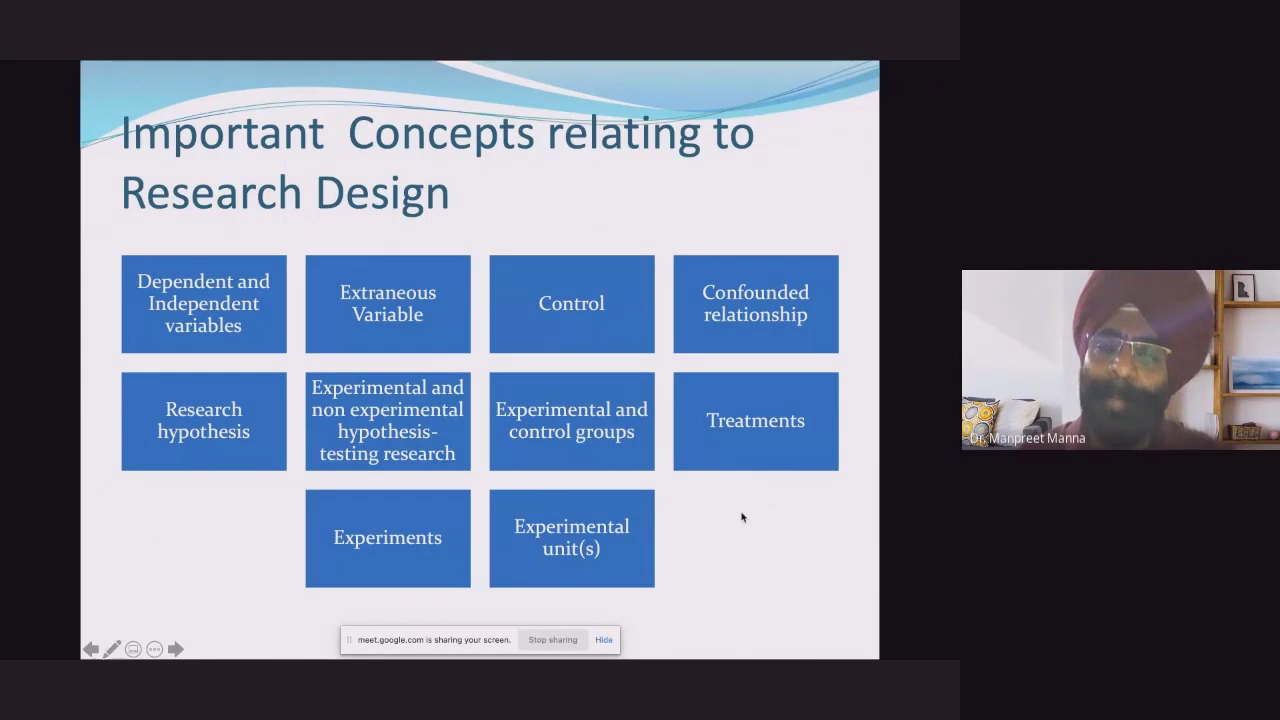 Important  Concepts relating to
Research Design
Dependent and
Independent
variables
Extraneous
Variable
Control
Confounded
relationship
Research
hypothesis
Experimental and
non experimental
hypothesis-
testing research
Experimental and
control groups
Treatments
Experiments
Experimental
unit(s)
meet.google.com is sharing your screen.
Stop sharing
Hide
Dr. Manpreet Manna